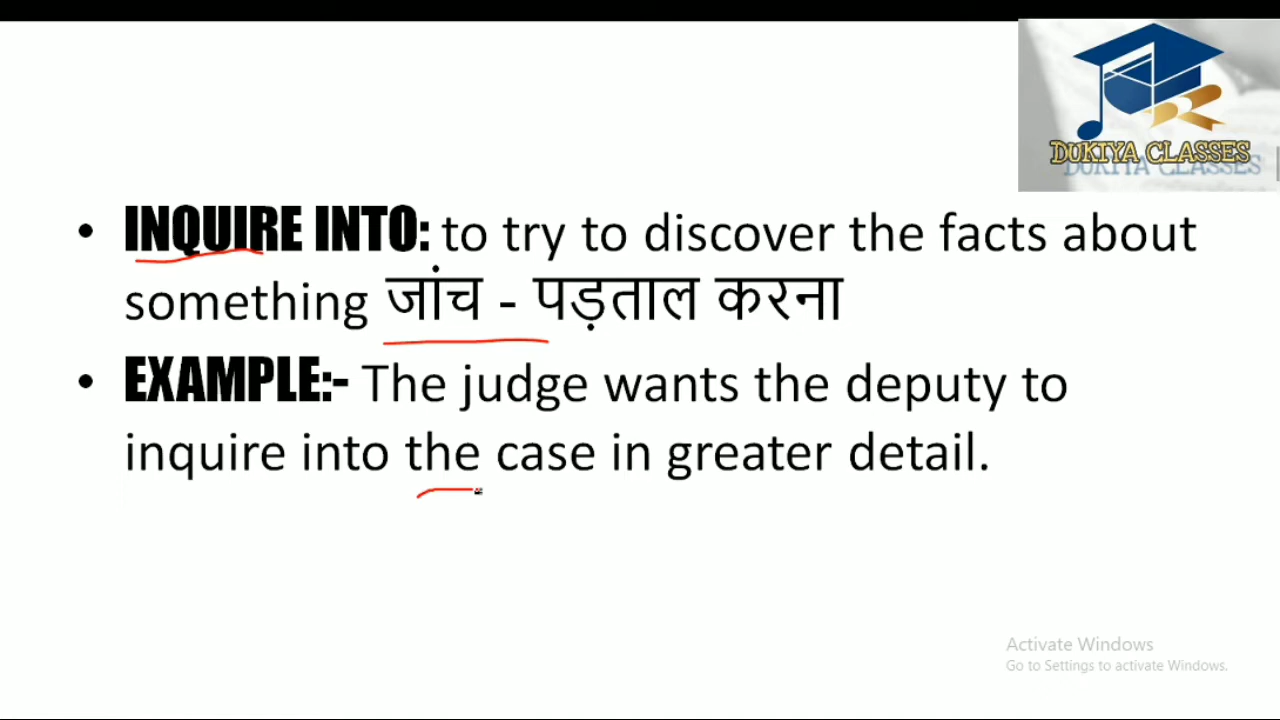 DUKIYA CLASSES
• INQUIRE INTO: to try to discover the facts about
something जांच - पड़ताल करना
• EXAMPLE:- The judge wants the deputy to
inquire into the case in greater detail.
Activate Windows
Go to Settings to activate Windows.